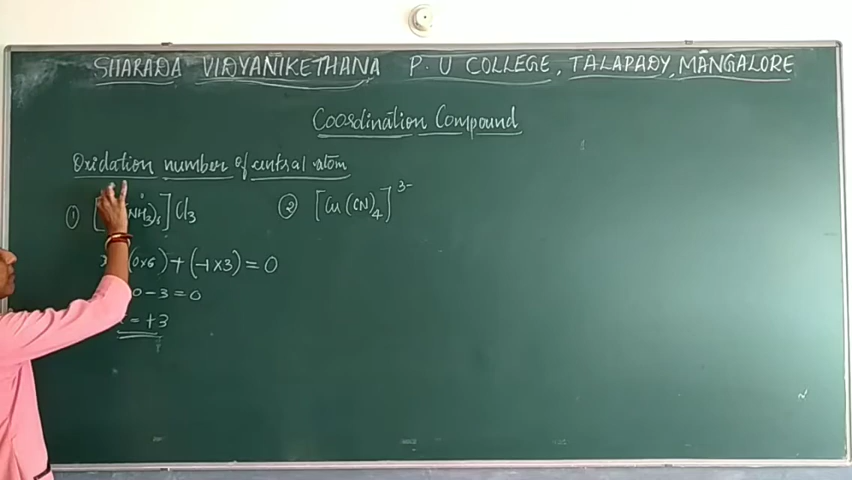 SHARADA VIDYANIKETHANA P.U COLLEGE, TALAPADY, MANGALORE
Coordination Compound
Oxidation number of central atom
① [ (NH₃)₆]Cl₃
② [Cu(CN)₄]³⁻
(0×6) + (-1×3) = 0
0 - 3 = 0
= +3